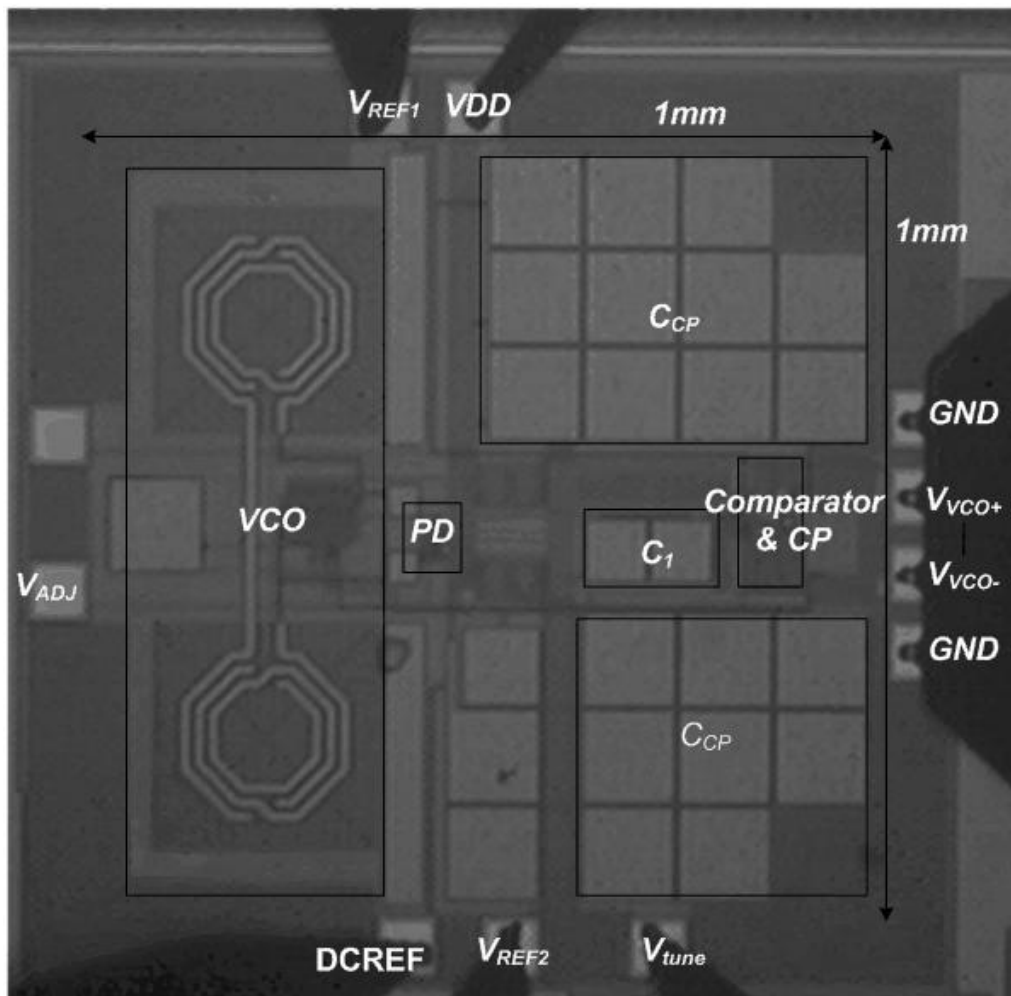 VREF1
VDD
1mm
1mm
CCP
GND
VCO
PD
C1
Comparator
& CP
VVCO+
VVCO-
VADJ
GND
CCP
DCREF
VREF2
Vtune